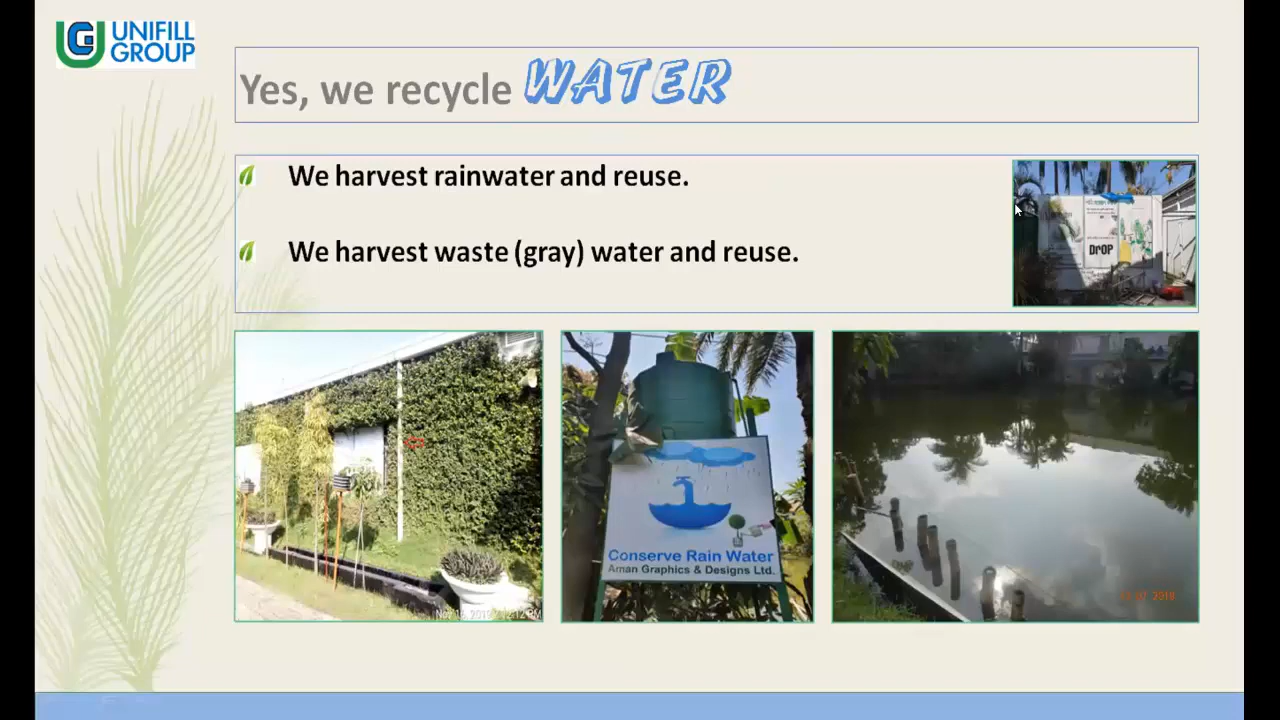 UNIFILL
GROUP
Yes, we recycle WATER
We harvest rainwater and reuse.
We harvest waste (gray) water and reuse.
DROP
Conserve Rain Water
Aman Graphics & Designs Ltd.